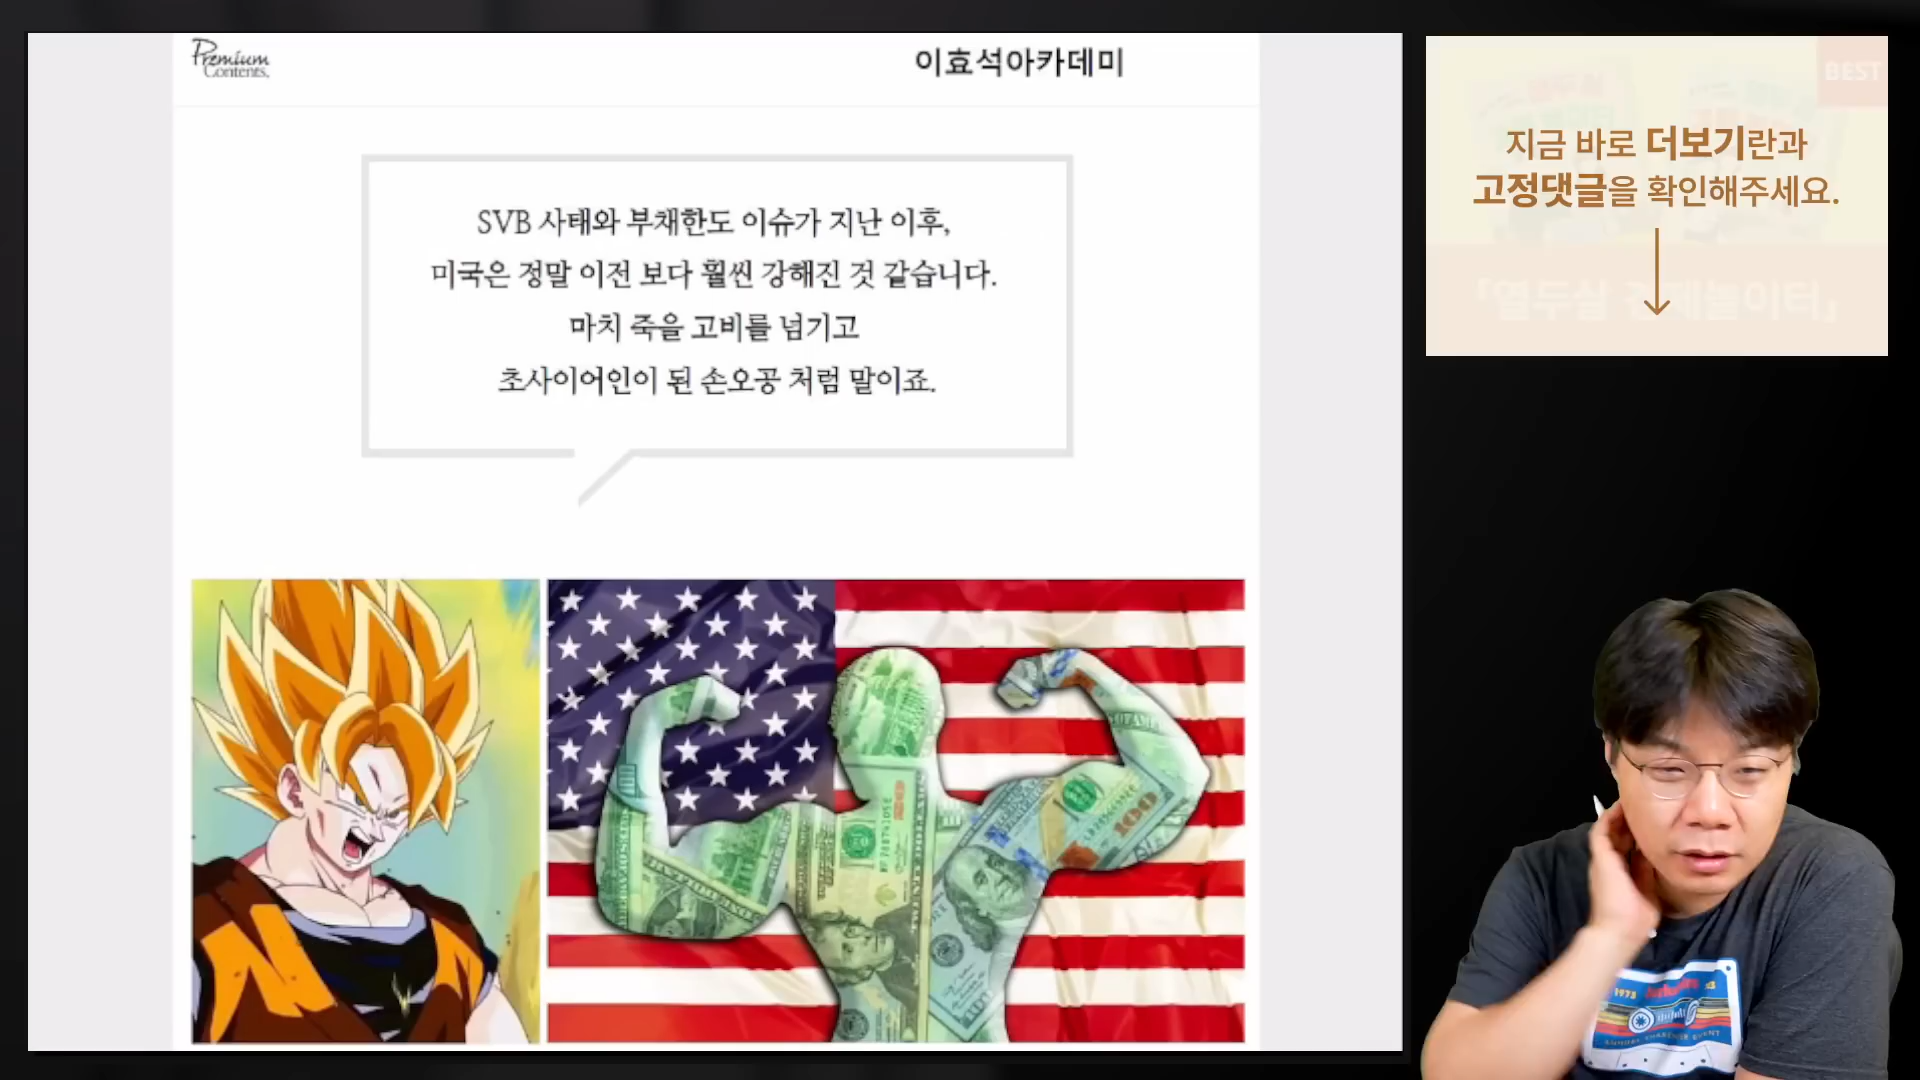 Premium
Contents.
이효석아카데미
SVB 사태와 부채한도 이슈가 지난 이후,
미국은 정말 이전 보다 훨씬 강해진 것 같습니다.
마치 죽을 고비를 넘기고
초사이어인이 된 손오공 처럼 말이죠.
BEST
지금 바로 더보기란과
고정댓글을 확인해주세요.
100
1973